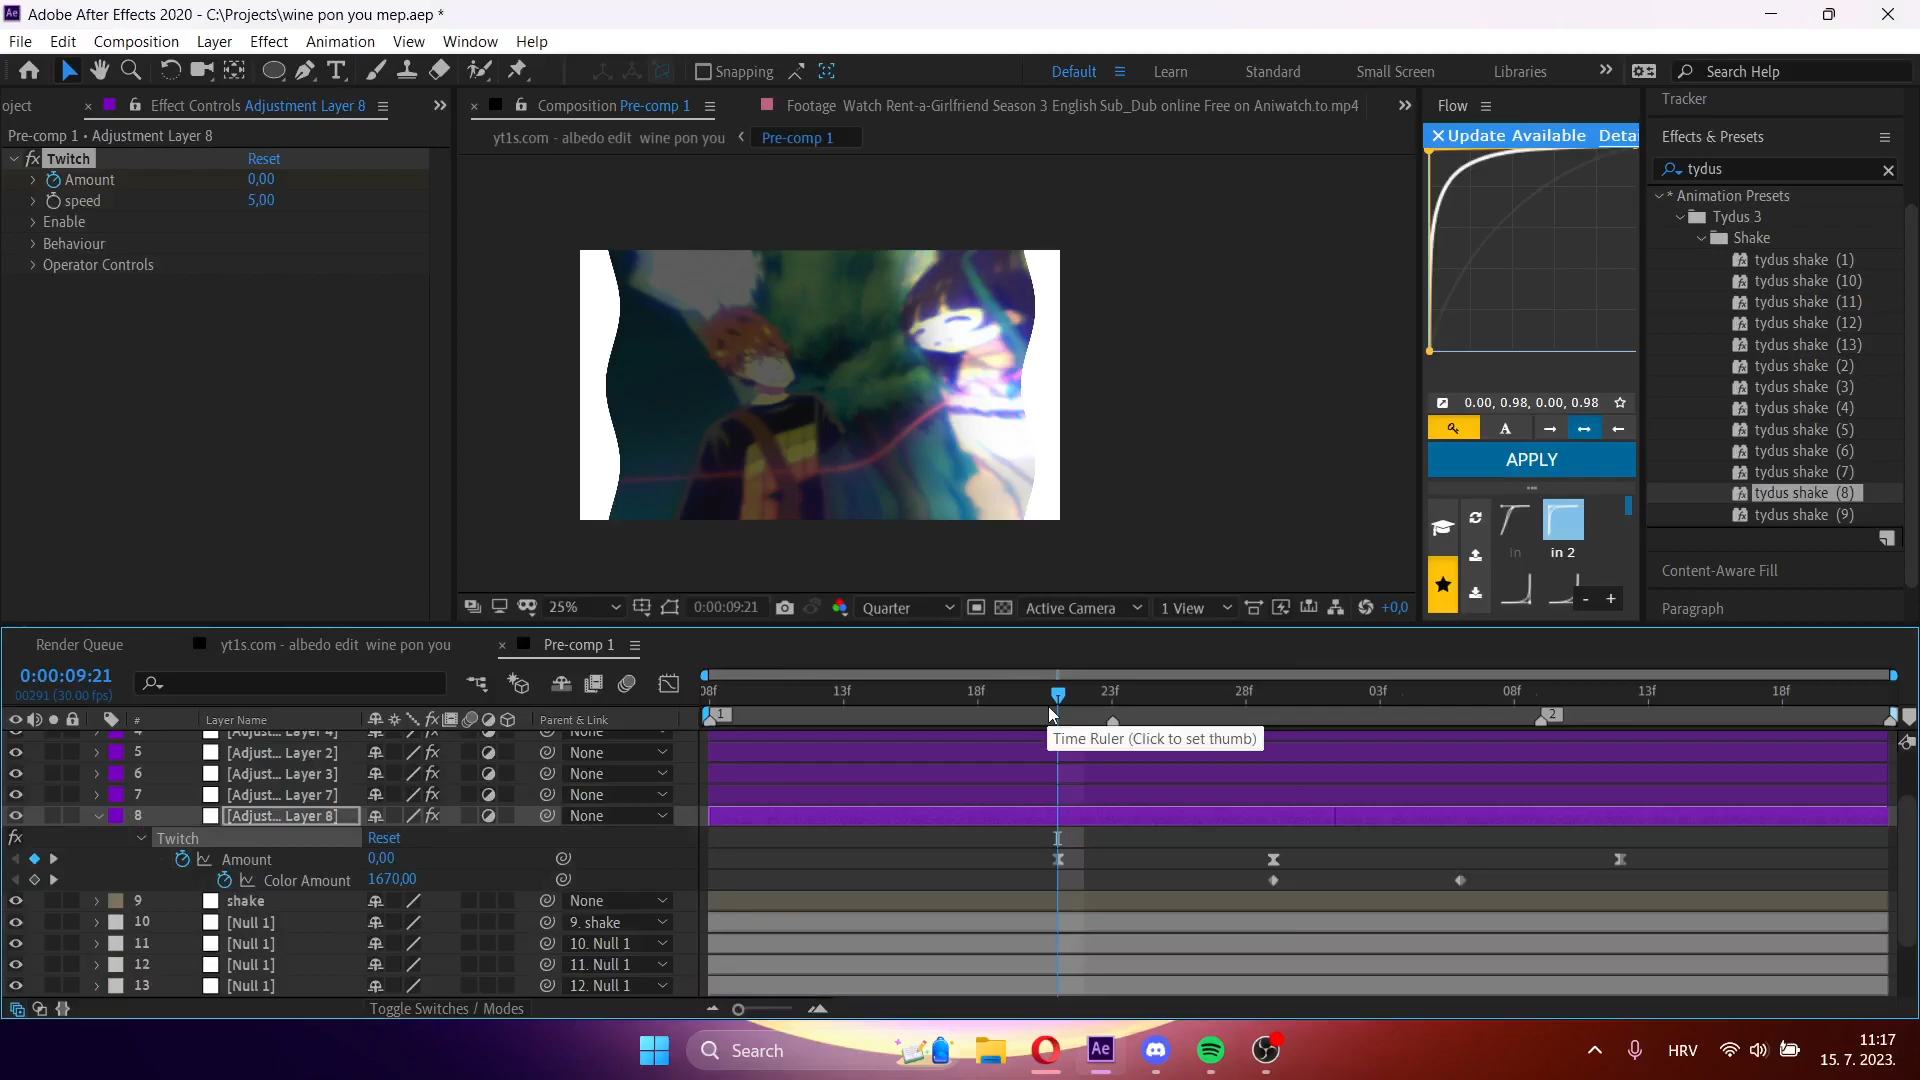 Adobe After Effects 2020 - C:\Projects\wine pon you mep.aep *
File Edit Composition Layer Effect Animation View Window Help
Snapping
Default
Learn
Standard
Small Screen
Libraries
Search Help
oject
Effect Controls Adjustment Layer 8
Composition Pre-comp 1
Footage Watch Rent-a-Girlfriend Season 3 English Sub_Dub online Free on Aniwatch.to.mp4
Flow
Tracker
Pre-comp 1 • Adjustment Layer 8
yt1s.com - albedo edit wine pon you
Pre-comp 1
Update Available Detai
Effects & Presets
fx Twitch Reset
Amount 0,00
speed 5,00
Enable
Behaviour
Operator Controls
tydus
* Animation Presets
Tydus 3
Shake
tydus shake (1)
tydus shake (10)
tydus shake (11)
tydus shake (12)
tydus shake (13)
tydus shake (2)
tydus shake (3)
tydus shake (4)
tydus shake (5)
tydus shake (6)
tydus shake (7)
tydus shake (8)
tydus shake (9)
0.00, 0.98, 0.00, 0.98
A
APPLY
in
in 2
- +
Content-Aware Fill
Paragraph
25%
0:00:09:21
Quarter
Active Camera
1 View
+0,0
Render Queue
yt1s.com - albedo edit wine pon you
Pre-comp 1
0:00:09:21
00291 (30.00 fps)
08f 13f 18f 23f 28f 03f 08f 13f 18f
# Layer Name fx Parent & Link
1 2
Time Ruler (Click to set thumb)
4 [Adjust... Layer 4] None
5 [Adjust... Layer 2] fx None
6 [Adjust... Layer 3] fx None
7 [Adjust... Layer 7] fx None
8 [Adjust... Layer 8] fx None
fx Twitch Reset
Amount 0,00
Color Amount 1670,00
9 shake None
10 [Null 1] 9. shake
11 [Null 1] 10. Null 1
12 [Null 1] 11. Null 1
13 [Null 1] 12. Null 1
Toggle Switches / Modes
Search
Ae
HRV
11:17
15. 7. 2023.